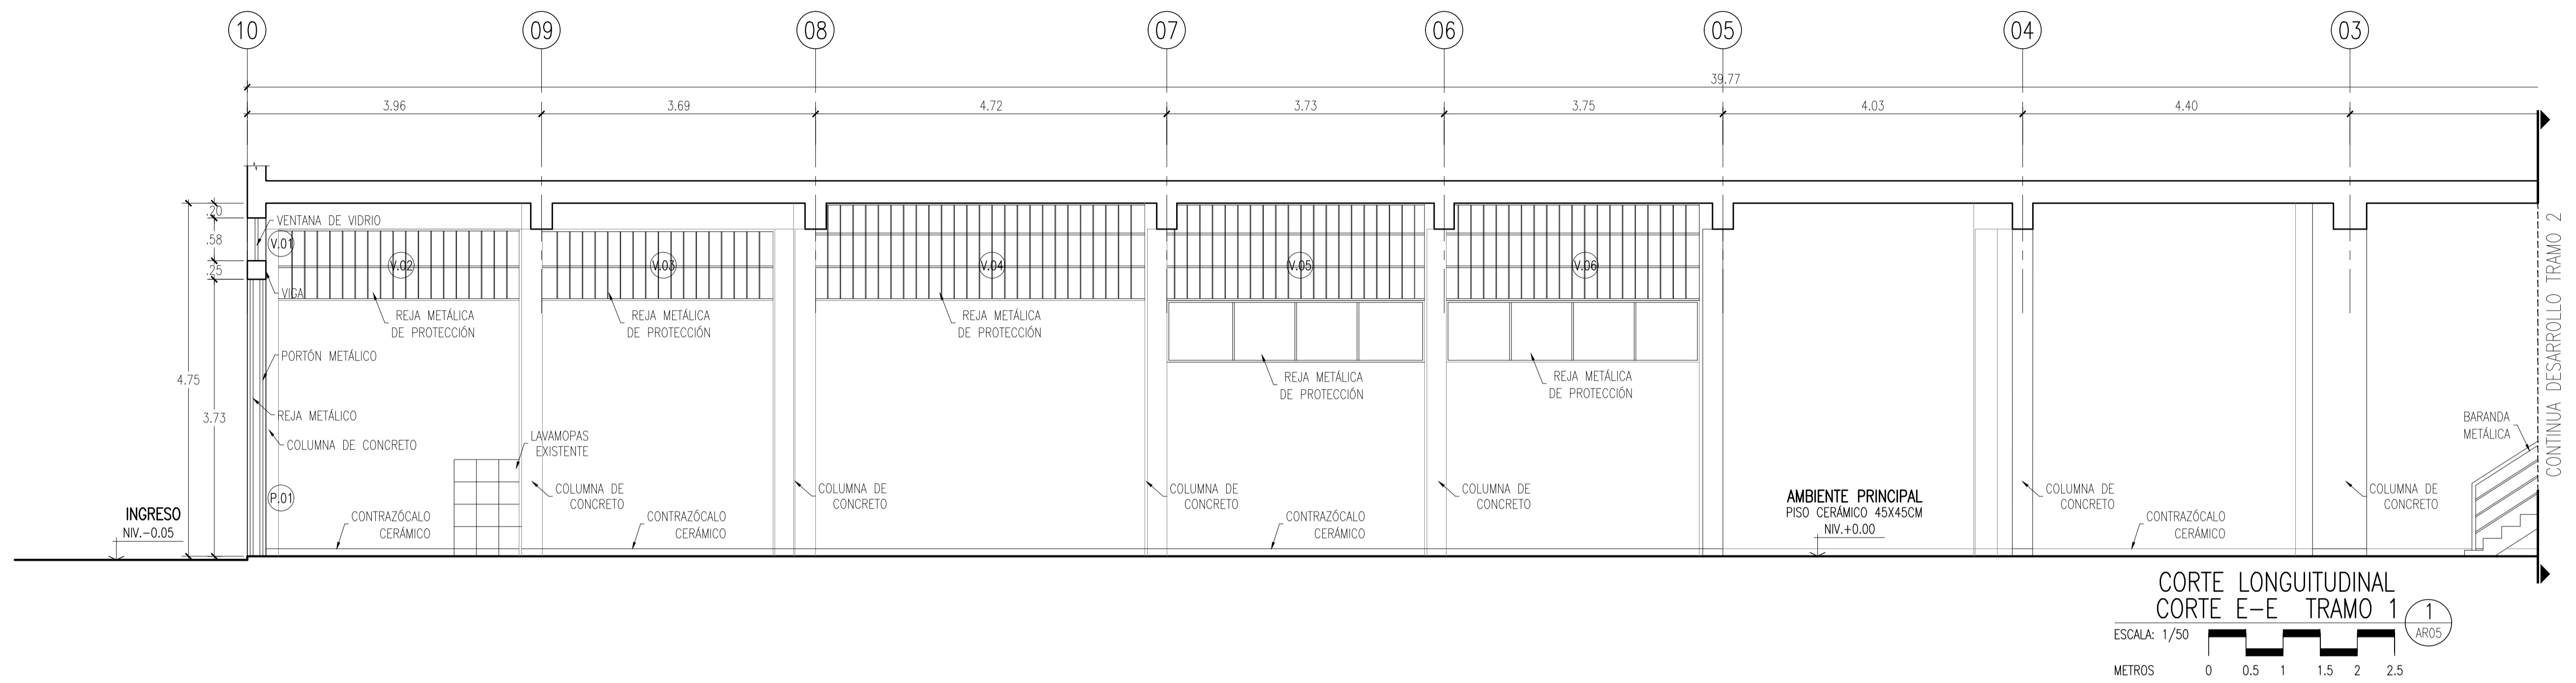 10
09
08
07
06
05
04
03
39.77
3.96
3.69
4.72
3.73
3.75
4.03
4.40
.20
.58
.25
4.75
3.73
VENTANA DE VIDRIO
V.01
VIGA
V.02
V.03
V.04
V.05
V.06
REJA METÁLICA
DE PROTECCIÓN
REJA METÁLICA
DE PROTECCIÓN
REJA METÁLICA
DE PROTECCIÓN
REJA METÁLICA
DE PROTECCIÓN
REJA METÁLICA
DE PROTECCIÓN
PORTÓN METÁLICO
REJA METÁLICO
COLUMNA DE CONCRETO
LAVAMOPAS
EXISTENTE
P.01
INGRESO
NIV.-0.05
CONTRAZÓCALO
CERÁMICO
COLUMNA DE
CONCRETO
CONTRAZÓCALO
CERÁMICO
COLUMNA DE
CONCRETO
COLUMNA DE
CONCRETO
CONTRAZÓCALO
CERÁMICO
COLUMNA DE
CONCRETO
AMBIENTE PRINCIPAL
PISO CERÁMICO 45X45CM
NIV.+0.00
COLUMNA DE
CONCRETO
CONTRAZÓCALO
CERÁMICO
COLUMNA DE
CONCRETO
BARANDA
METÁLICA
CONTINUA DESARROLLO TRAMO 2
CORTE LONGUITUDINAL
CORTE E-E TRAMO 1
1
AR05
ESCALA: 1/50
METROS
0 0.5 1 1.5 2 2.5